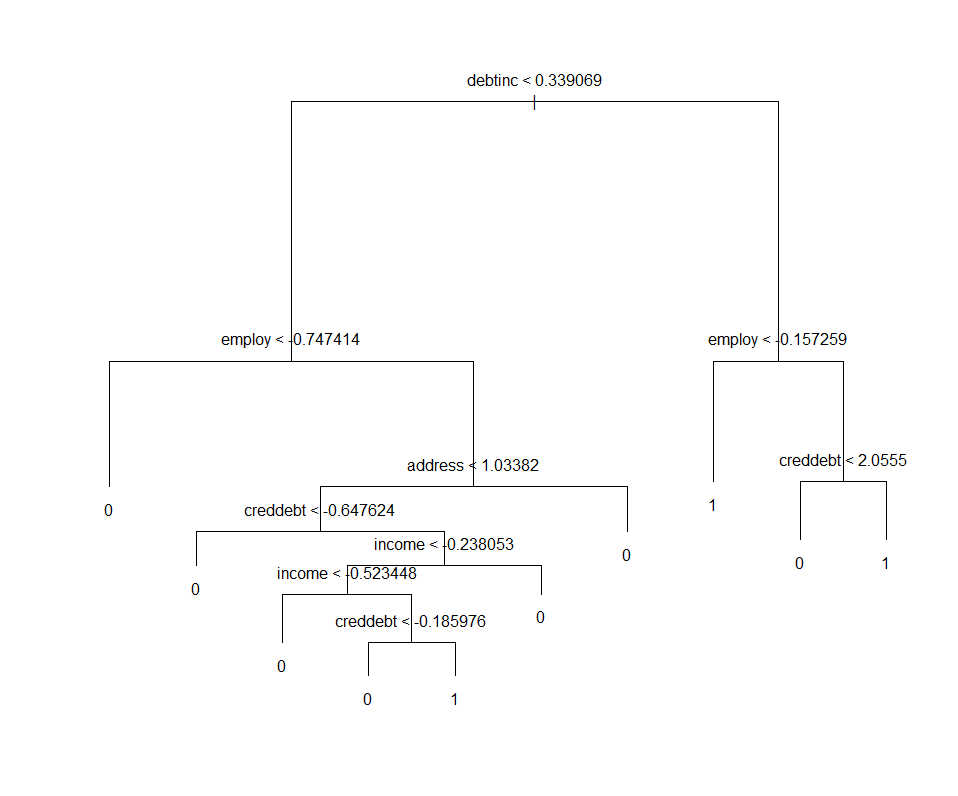 debtinc < 0.339069
employ < -0.747414
employ < -0.157259
address < 1.03382
creddebt < 2.0555
0
creddebt < -0.647624
1
income < -0.238053
0
0
1
income < -0.523448
0
0
creddebt < -0.185976
0
0
0
1